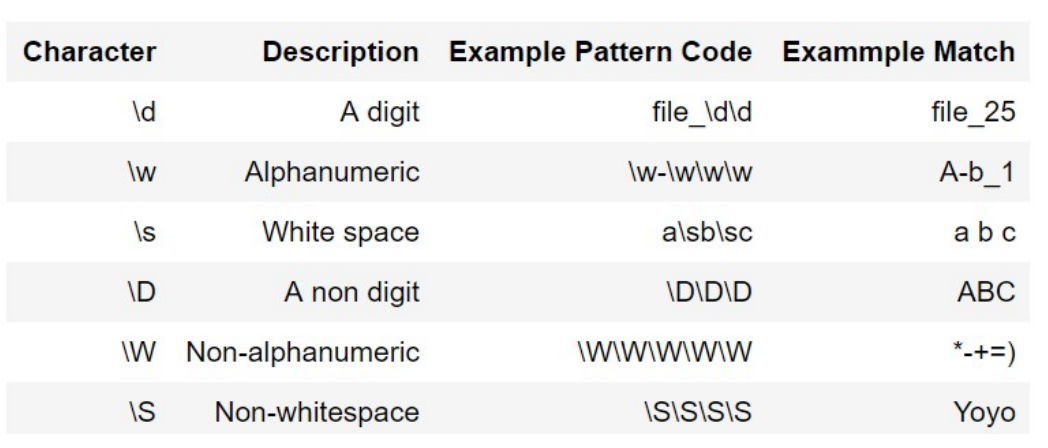 Character Description Example Pattern Code Exammple Match
\d A digit file_\d\d file_25
\w Alphanumeric \w-\w\w\w A-b_1
\s White space a\sb\sc a b c
\D A non digit \D\D\D ABC
\W Non-alphanumeric \W\W\W\W\W *-+=)
\S Non-whitespace \S\S\S\S Yoyo